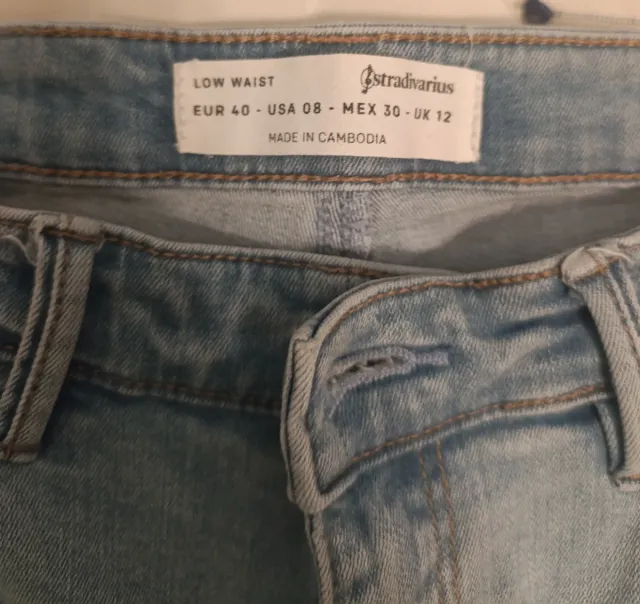 LOW WAIST stradivarius
EUR 40 - USA 08 - MEX 30 - UK 12
MADE IN CAMBODIA